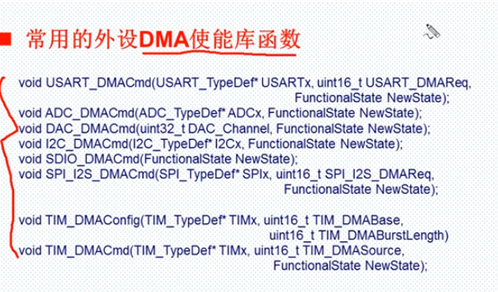 常用的外设DMA使能库函数
void USART_DMACmd(USART_TypeDef* USARTx, uint16_t USART_DMAReq,
FunctionalState NewState);
void ADC_DMACmd(ADC_TypeDef* ADCx, FunctionalState NewState);
void DAC_DMACmd(uint32_t DAC_Channel, FunctionalState NewState);
void I2C_DMACmd(I2C_TypeDef* I2Cx, FunctionalState NewState);
void SDIO_DMACmd(FunctionalState NewState);
void SPI_I2S_DMACmd(SPI_TypeDef* SPIx, uint16_t SPI_I2S_DMAReq,
FunctionalState NewState);
void TIM_DMAConfig(TIM_TypeDef* TIMx, uint16_t TIM_DMABase,
uint16_t TIM_DMABurstLength)
void TIM_DMACmd(TIM_TypeDef* TIMx, uint16_t TIM_DMASource,
FunctionalState NewState);